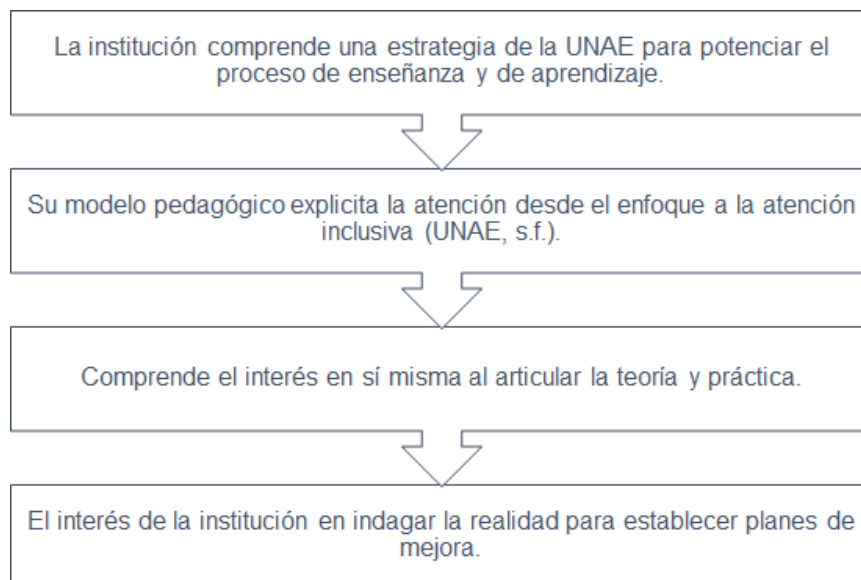 La institución comprende una estrategia de la UNAE para potenciar el
proceso de enseñanza y de aprendizaje.
Su modelo pedagógico explicita la atención desde el enfoque a la atención
inclusiva (UNAE, s.f.).
Comprende el interés en sí misma al articular la teoría y práctica.
El interés de la institución en indagar la realidad para establecer planes de
mejora.